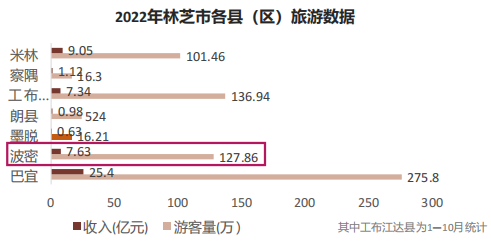 2022年林芝市各县（区）旅游数据
米林 9.05 101.46
察隅 1.12 16.3
工布… 7.34 136.94
朗县 0.98 524
墨脱 0.63 16.21
波密 7.63 127.86
巴宜 25.4 275.8
0 50 100 150 200 250 300
收入(亿元) 游客量(万)
其中工布江达县为1—10月统计